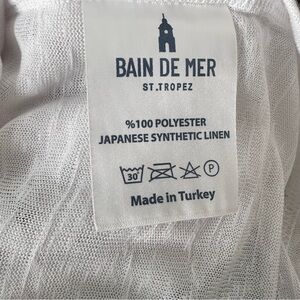 BAIN DE MER
ST.TROPEZ
%100 POLYESTER
JAPANESE SYNTHETIC LINEN
30 P
Made in Turkey